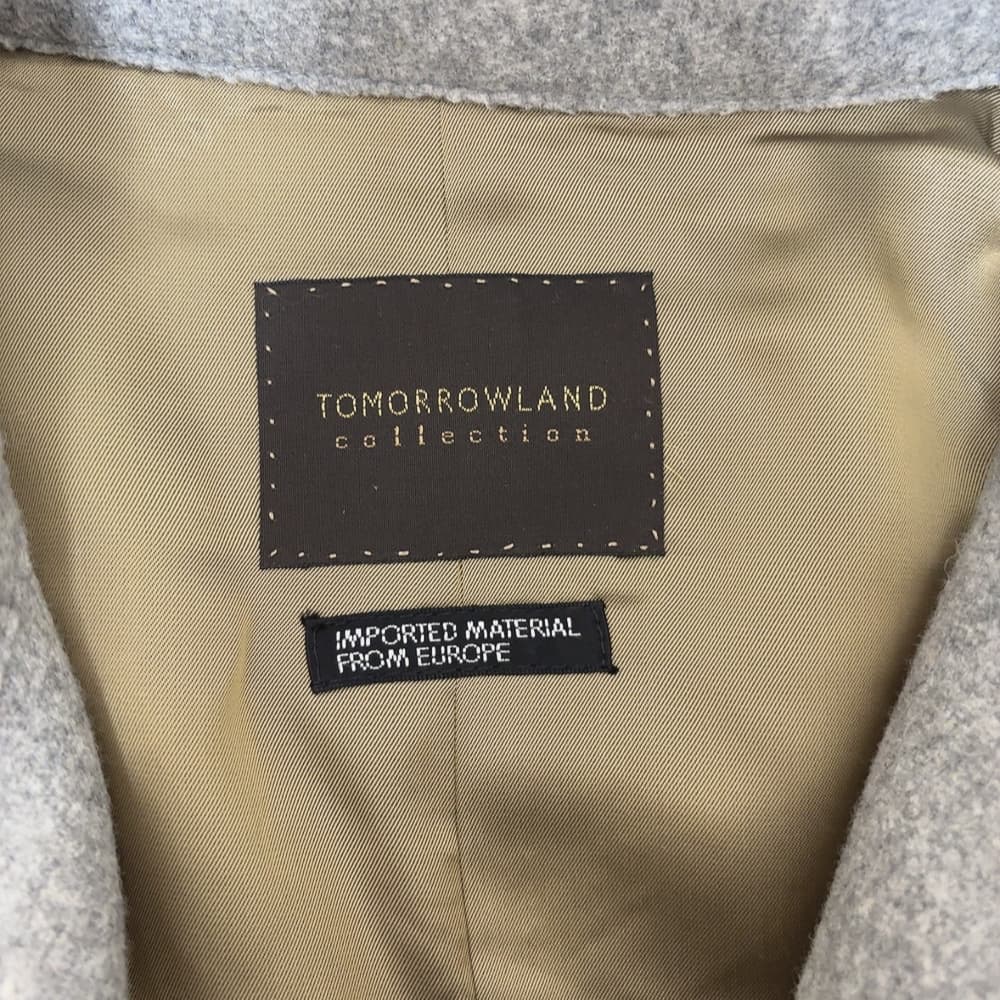 TOMORROWLAND
collection
IMPORTED MATERIAL
FROM EUROPE